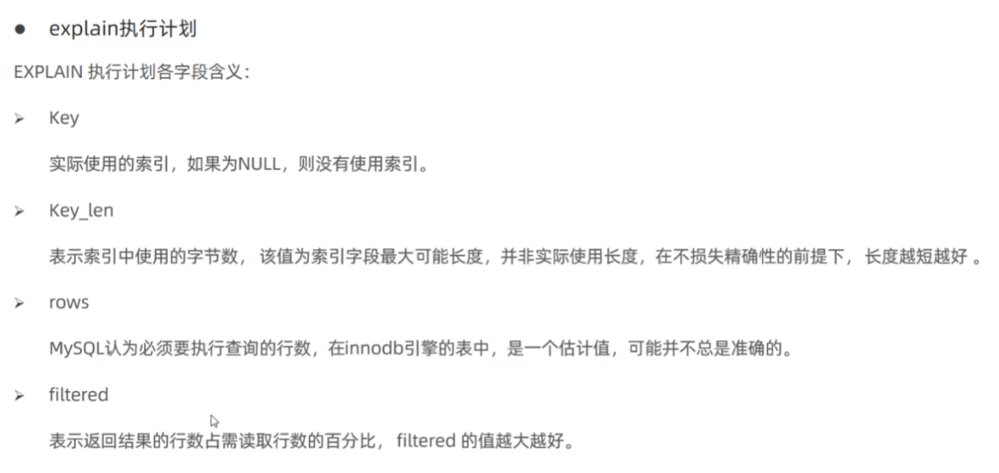 ● explain执行计划
EXPLAIN 执行计划各字段含义：
➢ Key
实际使用的索引，如果为NULL，则没有使用索引。
➢ Key_len
表示索引中使用的字节数， 该值为索引字段最大可能长度，并非实际使用长度，在不损失精确性的前提下， 长度越短越好 。
➢ rows
MySQL认为必须要执行查询的行数，在innodb引擎的表中，是一个估计值，可能并不总是准确的。
➢ filtered
表示返回结果的行数占需读取行数的百分比， filtered 的值越大越好。